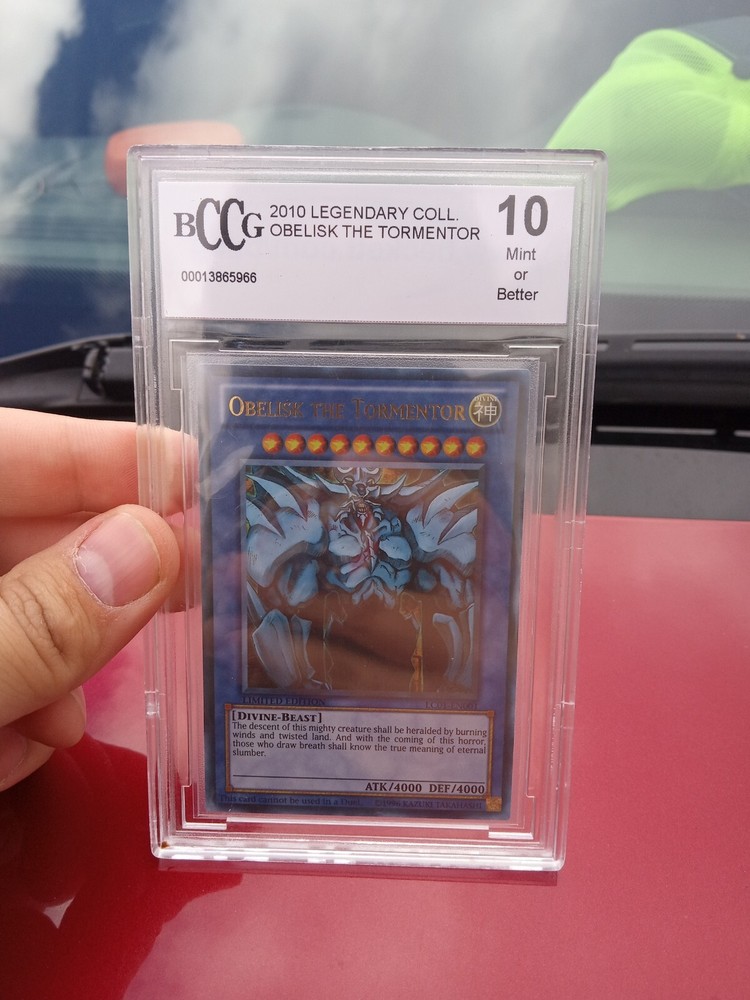 BCCG
2010 LEGENDARY COLL.
OBELISK THE TORMENTOR
10
Mint
or
Better
00013865966
OBELISK THE TORMENTOR
DIVINE
神
LIMITED EDITION
[DIVINE-BEAST]
The descent of this mighty creature shall be heralded by burning
winds and twisted land. And with the coming of this horror,
those who draw breath shall know the true meaning of eternal
slumber.
ATK/4000 DEF/4000
This card cannot be used in a Duel. ©1996 KAZUKI TAKAHASHI